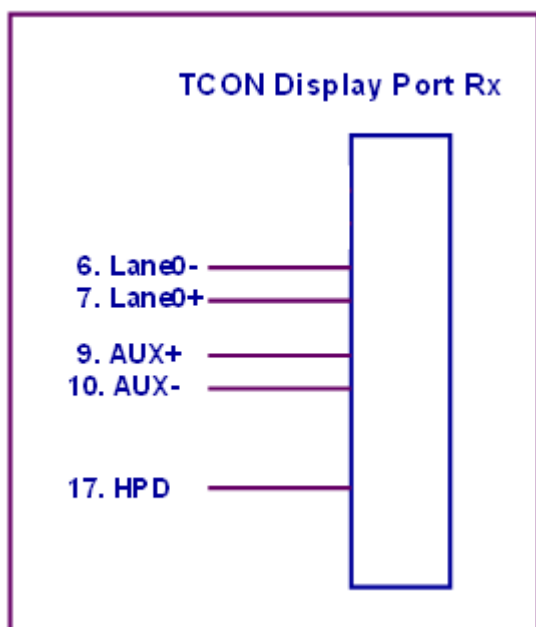 TCON Display Port Rx
6. Lane0-
7. Lane0+
9. AUX+
10. AUX-
17. HPD